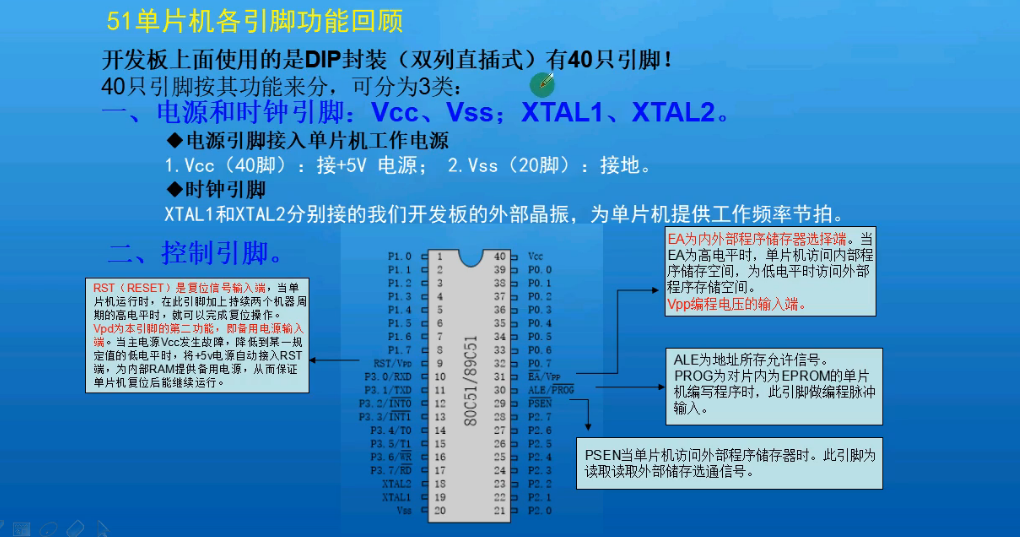 51单片机各引脚功能回顾
开发板上面使用的是DIP封装（双列直插式）有40只引脚！
40只引脚按其功能来分，可分为3类：
一、电源和时钟引脚：Vcc、Vss；XTAL1、XTAL2。
◆电源引脚接入单片机工作电源
1.Vcc（40脚）：接+5V 电源； 2.Vss（20脚）：接地。
◆时钟引脚
XTAL1和XTAL2分别接的我们开发板的外部晶振，为单片机提供工作频率节拍。
二、控制引脚。
RST（RESET）是复位信号输入端，当单
片机运行时，在此引脚加上持续两个机器周
期的高电平时，就可以完成复位操作。
Vpd为本引脚的第二功能，即备用电源输入
端。当主电源Vcc发生故障，降低到某一规
定值的低电平时，将+5v电源自动接入RST
端，为内部RAM提供备用电源，从而保证
单片机复位后能继续运行。
P1.0 1 40 Vcc
P1.1 2 39 P0.0
P1.2 3 38 P0.1
P1.3 4 37 P0.2
P1.4 5 36 P0.3
P1.5 6 35 P0.4
P1.6 7 34 P0.5
P1.7 8 33 P0.6
RST/VPD 9 32 P0.7
P3.0/RXD 10 31 EA/VPP
P3.1/TXD 11 30 ALE/PROG
P3.2/INT0 12 29 PSEN
P3.3/INT1 13 28 P2.7
P3.4/T0 14 27 P2.6
P3.5/T1 15 26 P2.5
P3.6/WR 16 25 P2.4
P3.7/RD 17 24 P2.3
XTAL2 18 23 P2.2
XTAL1 19 22 P2.1
Vss 20 21 P2.0
80C51/89C51
EA为内外部程序储存器选择端。当
EA为高电平时，单片机访问内部程
序储存空间，为低电平时访问外部
程序存储空间。
Vpp编程电压的输入端。
ALE为地址所存允许信号。
PROG为对片内为EPROM的单片
机编写程序时，此引脚做编程脉冲
输入。
PSEN当单片机访问外部程序储存器时。此引脚为
读取读取外部储存选通信号。